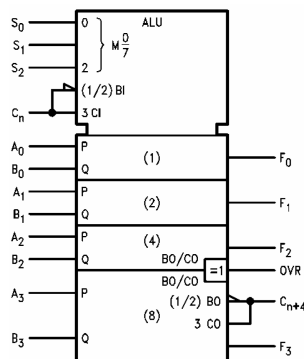 ALU
S0 0
S1 M 0/7
S2 2
(1/2) BI
Cn 3 CI
A0 P (1) F0
B0 Q
A1 P (2) F1
B1 Q
A2 P (4) F2
B2 Q BO/CO =1 OVR
BO/CO
A3 P (1/2) BO Cn+4
(8) 3 CO
B3 Q F3